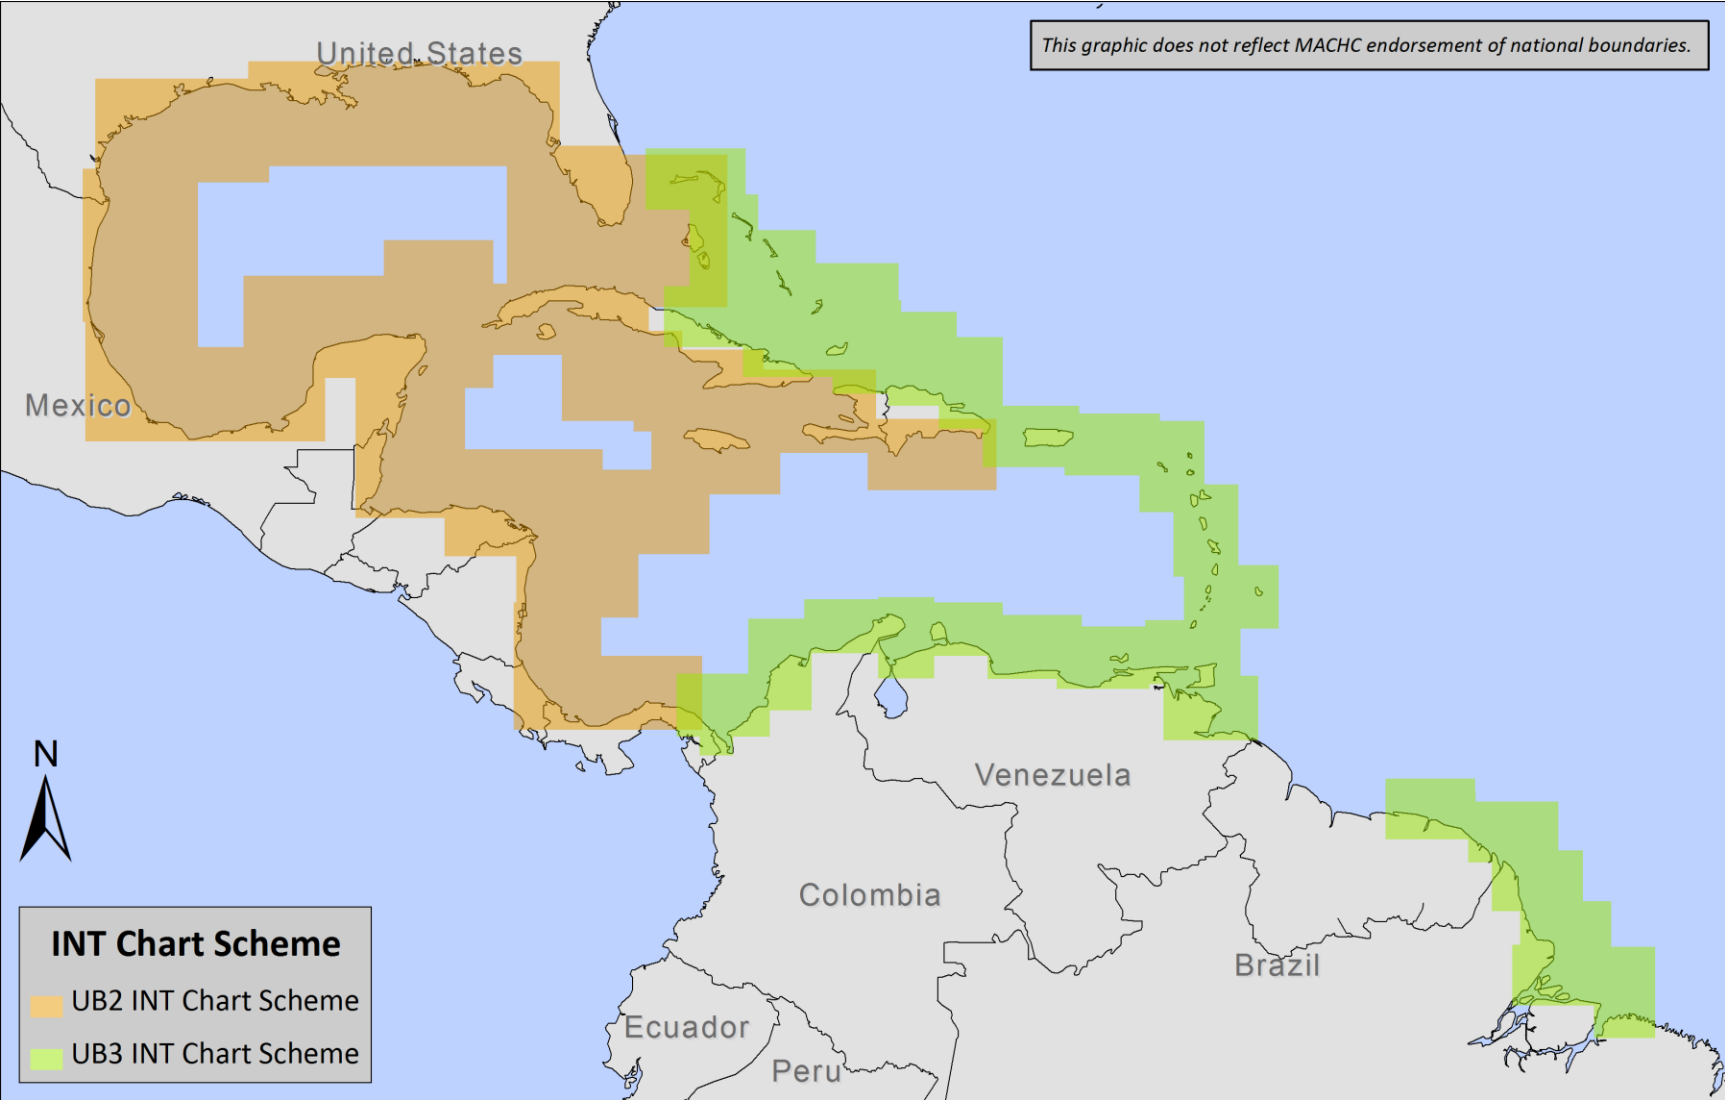 United States
This graphic does not reflect MACHC endorsement of national boundaries.
Mexico
N
Venezuela
Colombia
Brazil
Ecuador
Peru
INT Chart Scheme
UB2 INT Chart Scheme
UB3 INT Chart Scheme